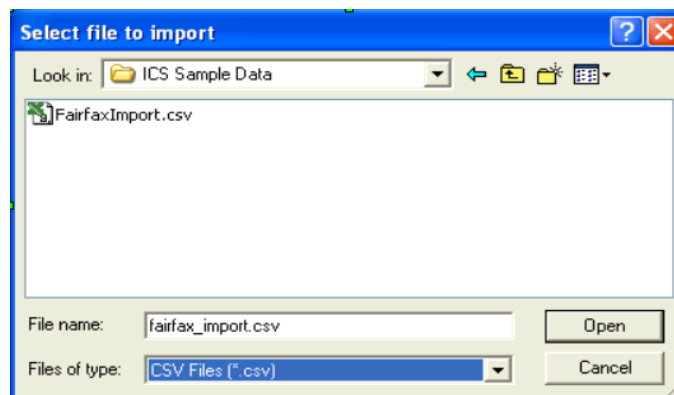 Select file to import
Look in: ICS Sample Data
FairfaxImport.csv
File name: fairfax_import.csv Open
Files of type: CSV Files (*.csv) Cancel